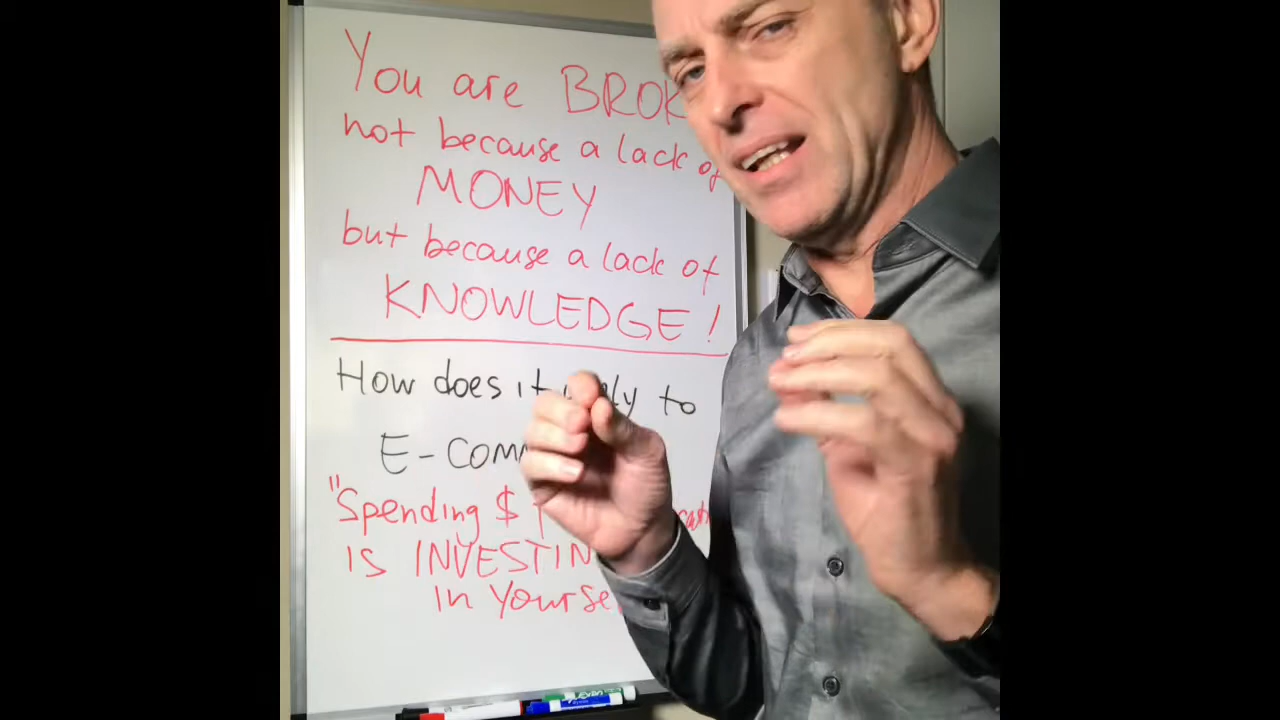 You are BROK
not because a lack of
MONEY
but because a lack of
KNOWLEDGE!
How does it to
E-COMM
"Spending $
is INVESTIN
in Yourse